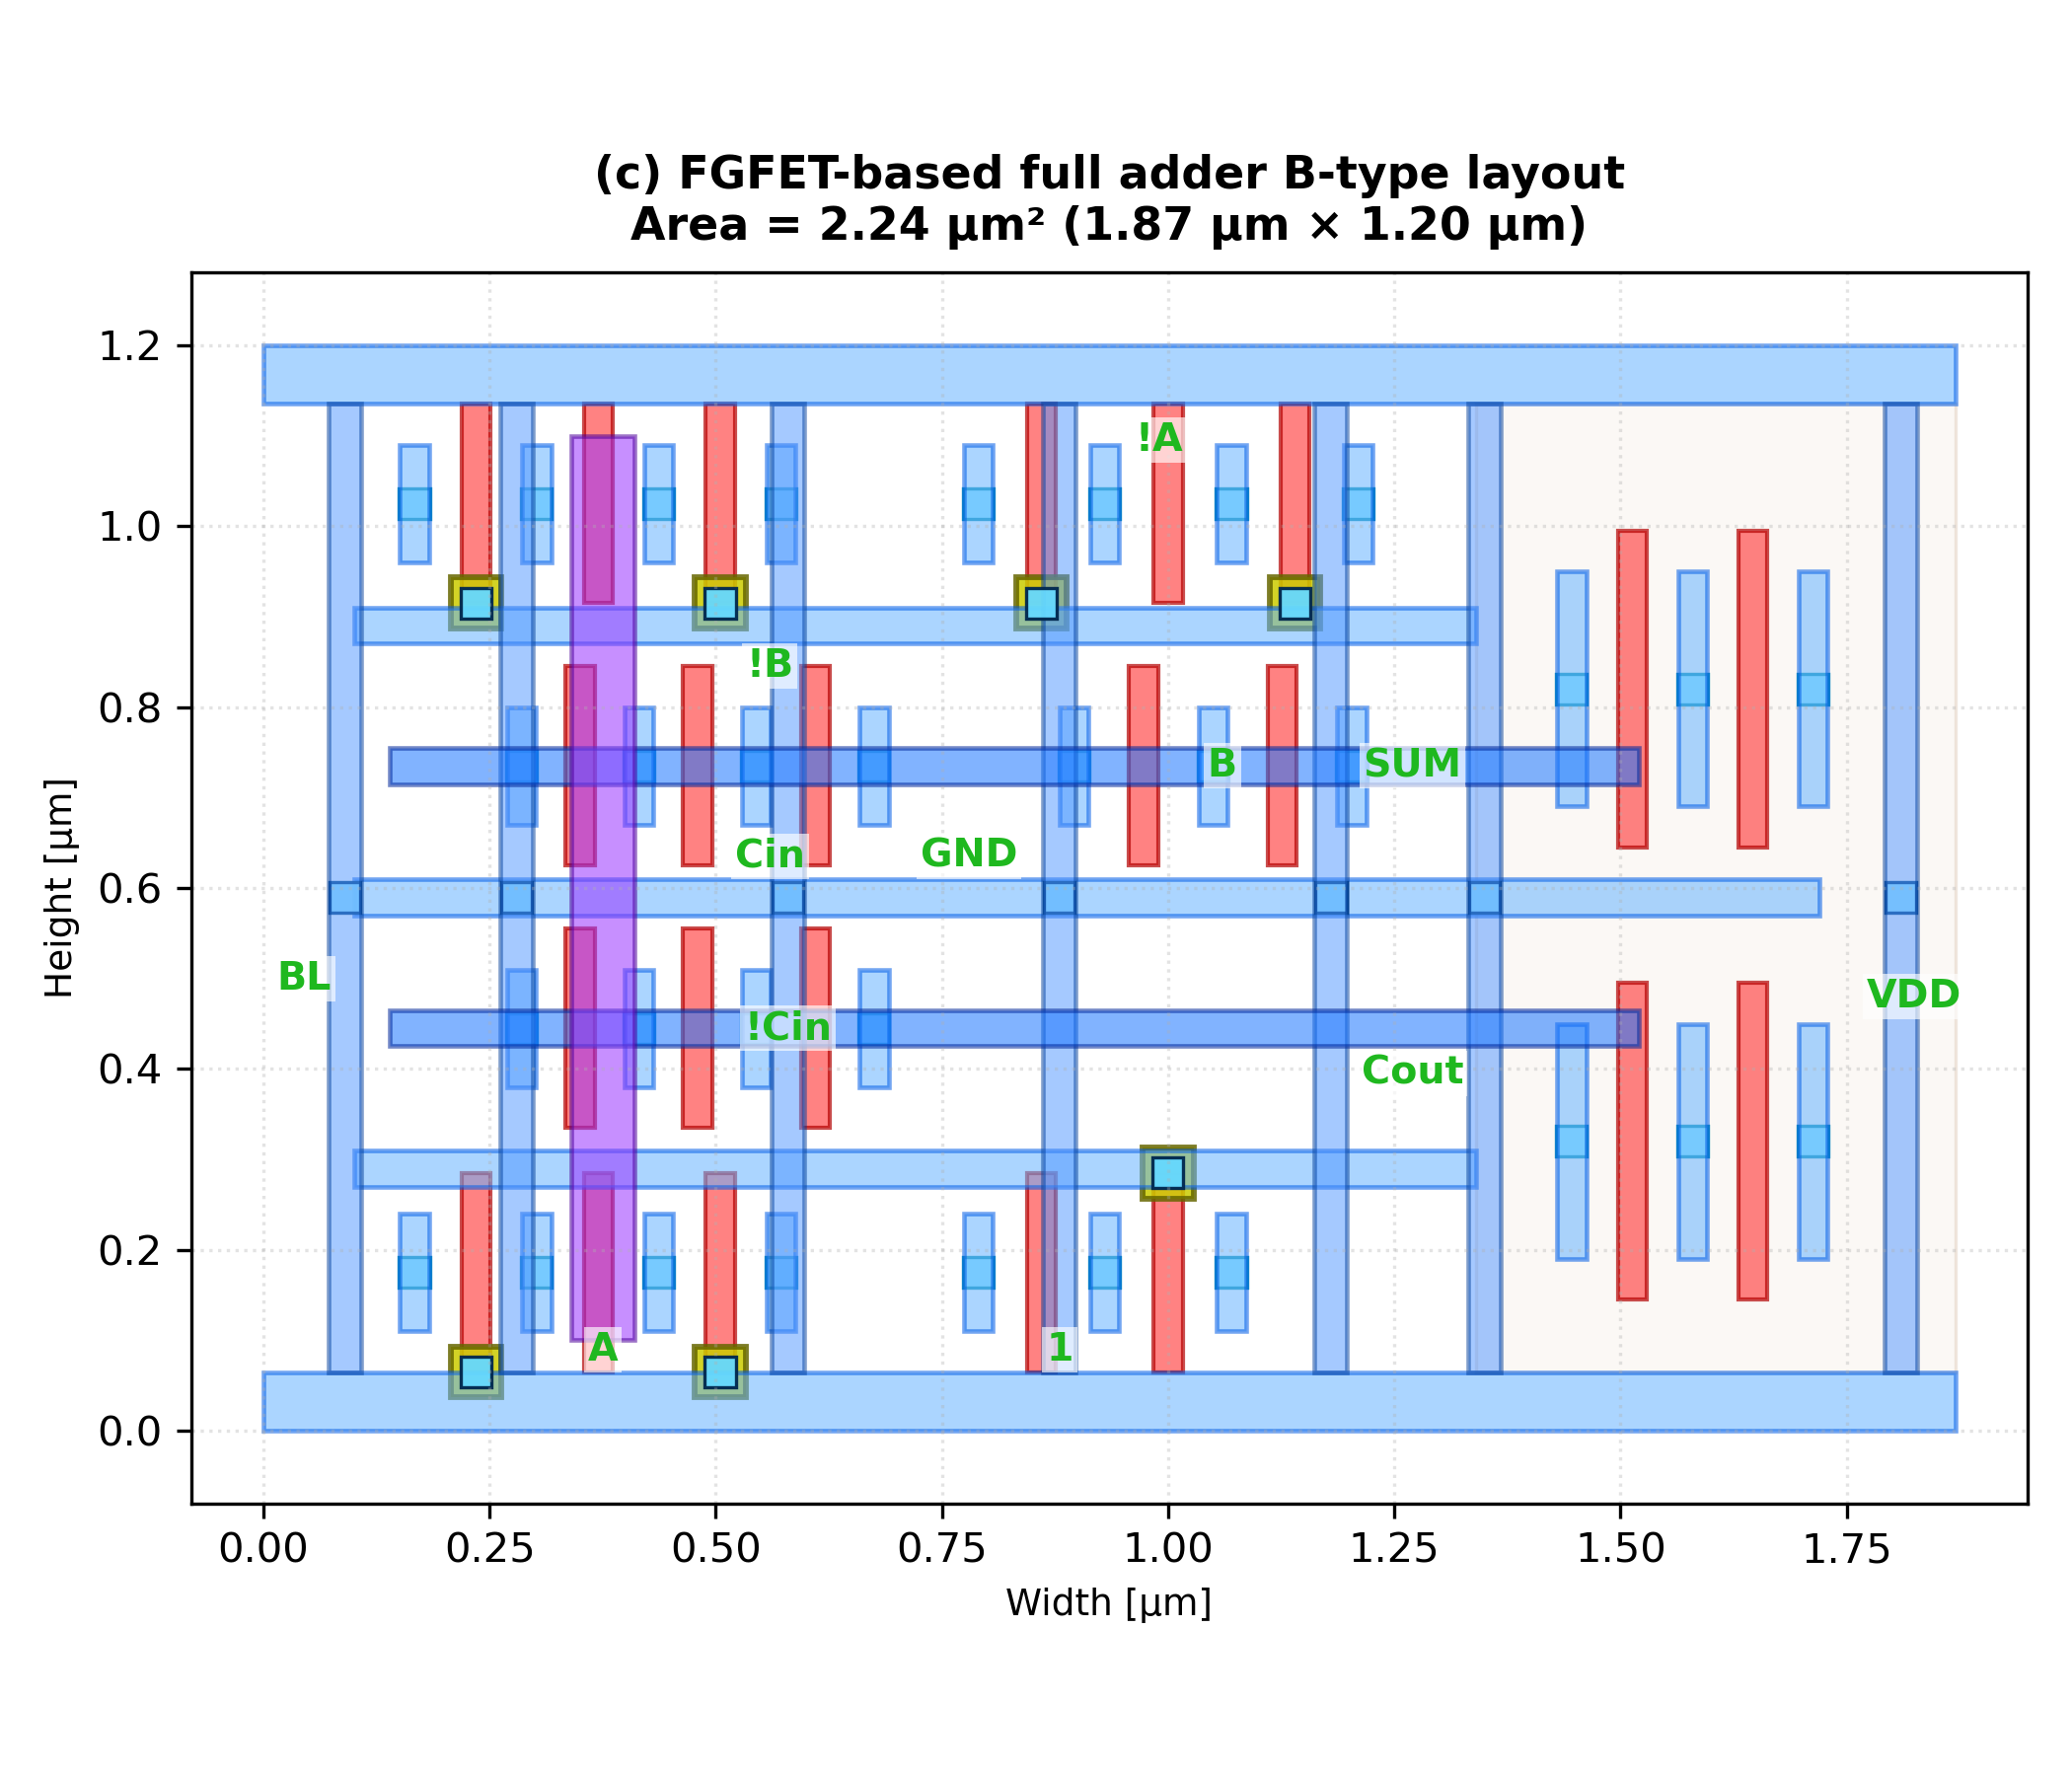 (c) FGFET-based full adder B-type layout
Area = 2.24 µm² (1.87 µm × 1.20 µm)
1.2
1.0
0.8
0.6
0.4
0.2
0.0
Height [µm]
!A
!B
B
SUM
Cin
GND
BL
VDD
!Cin
Cout
A
1
0.00
0.25
0.50
0.75
1.00
1.25
1.50
1.75
Width [µm]